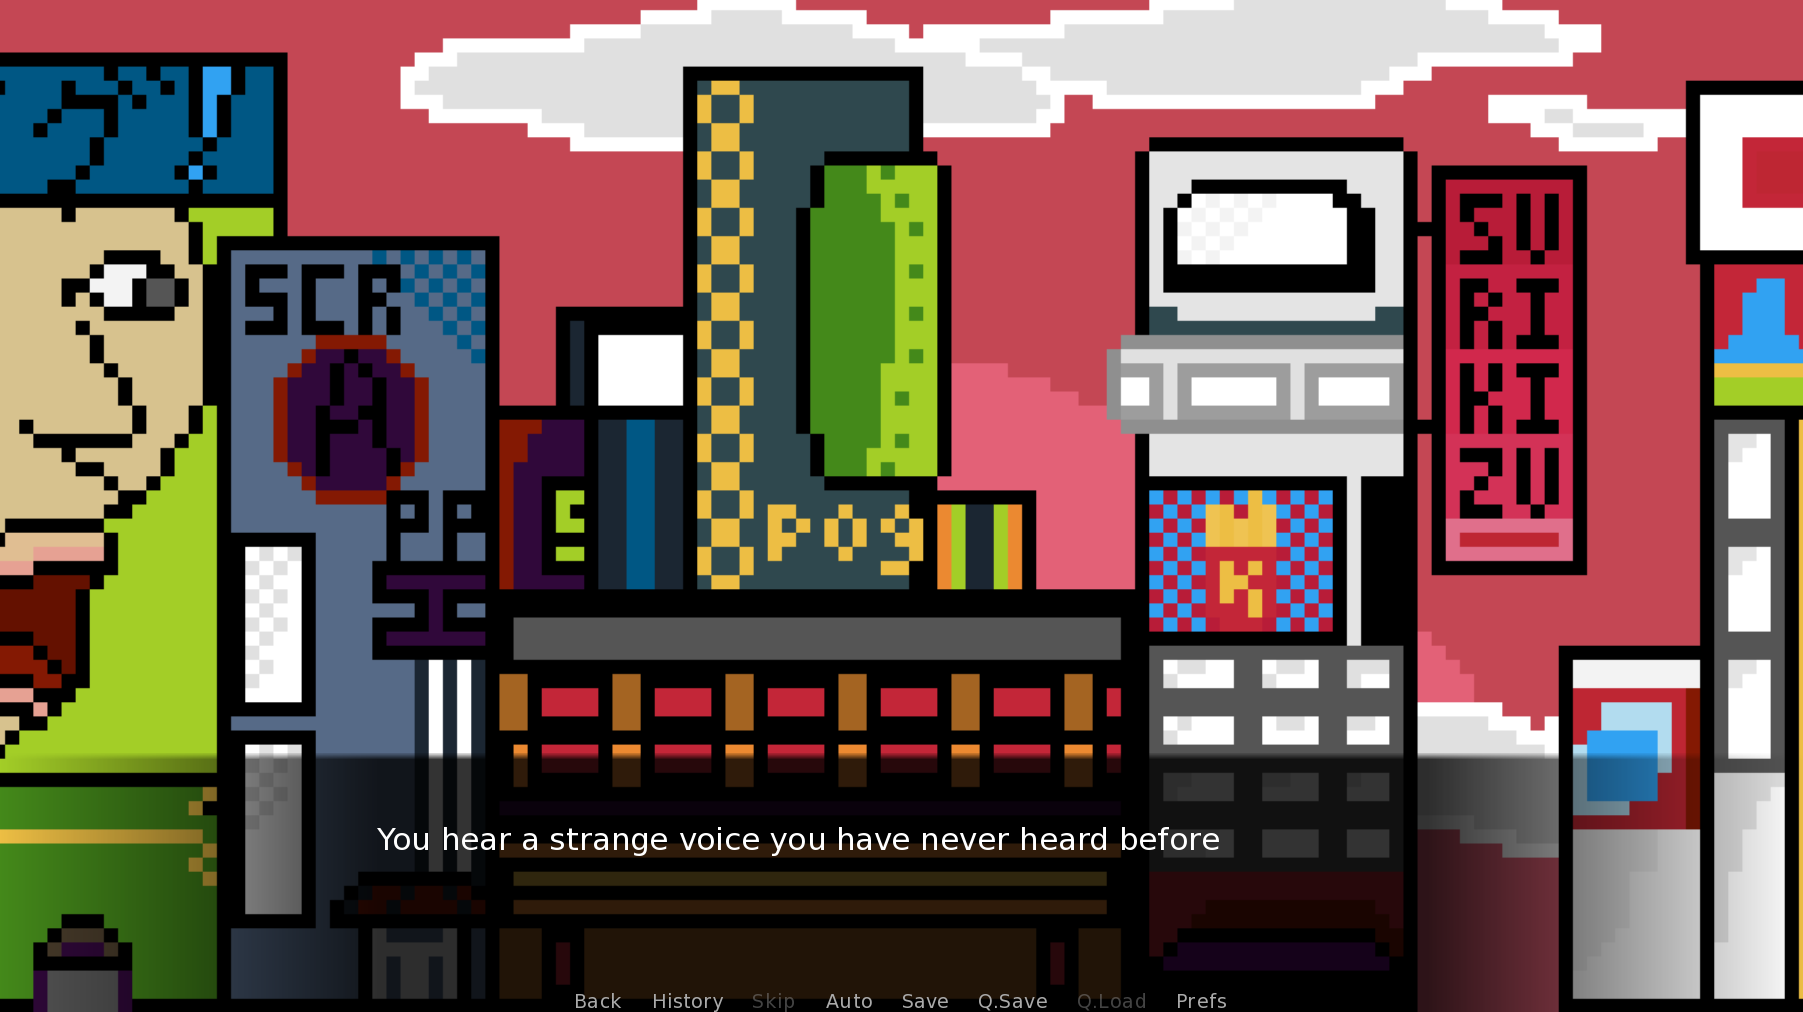 SCR
A
PA
I
pog
K
SU
RI
KI
ZU
You hear a strange voice you have never heard before
Back History Skip Auto Save Q.Save Q.Load Prefs